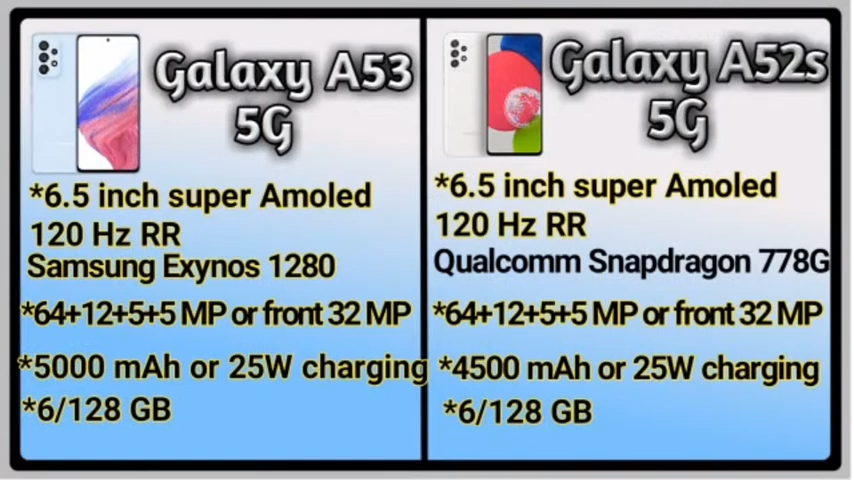 Galaxy A53
5G
*6.5 inch super Amoled
120 Hz RR
Samsung Exynos 1280
*64+12+5+5 MP or front 32 MP
*5000 mAh or 25W charging
*6/128 GB
Galaxy A52s
5G
*6.5 inch super Amoled
120 Hz RR
Qualcomm Snapdragon 778G
*64+12+5+5 MP or front 32 MP
*4500 mAh or 25W charging
*6/128 GB